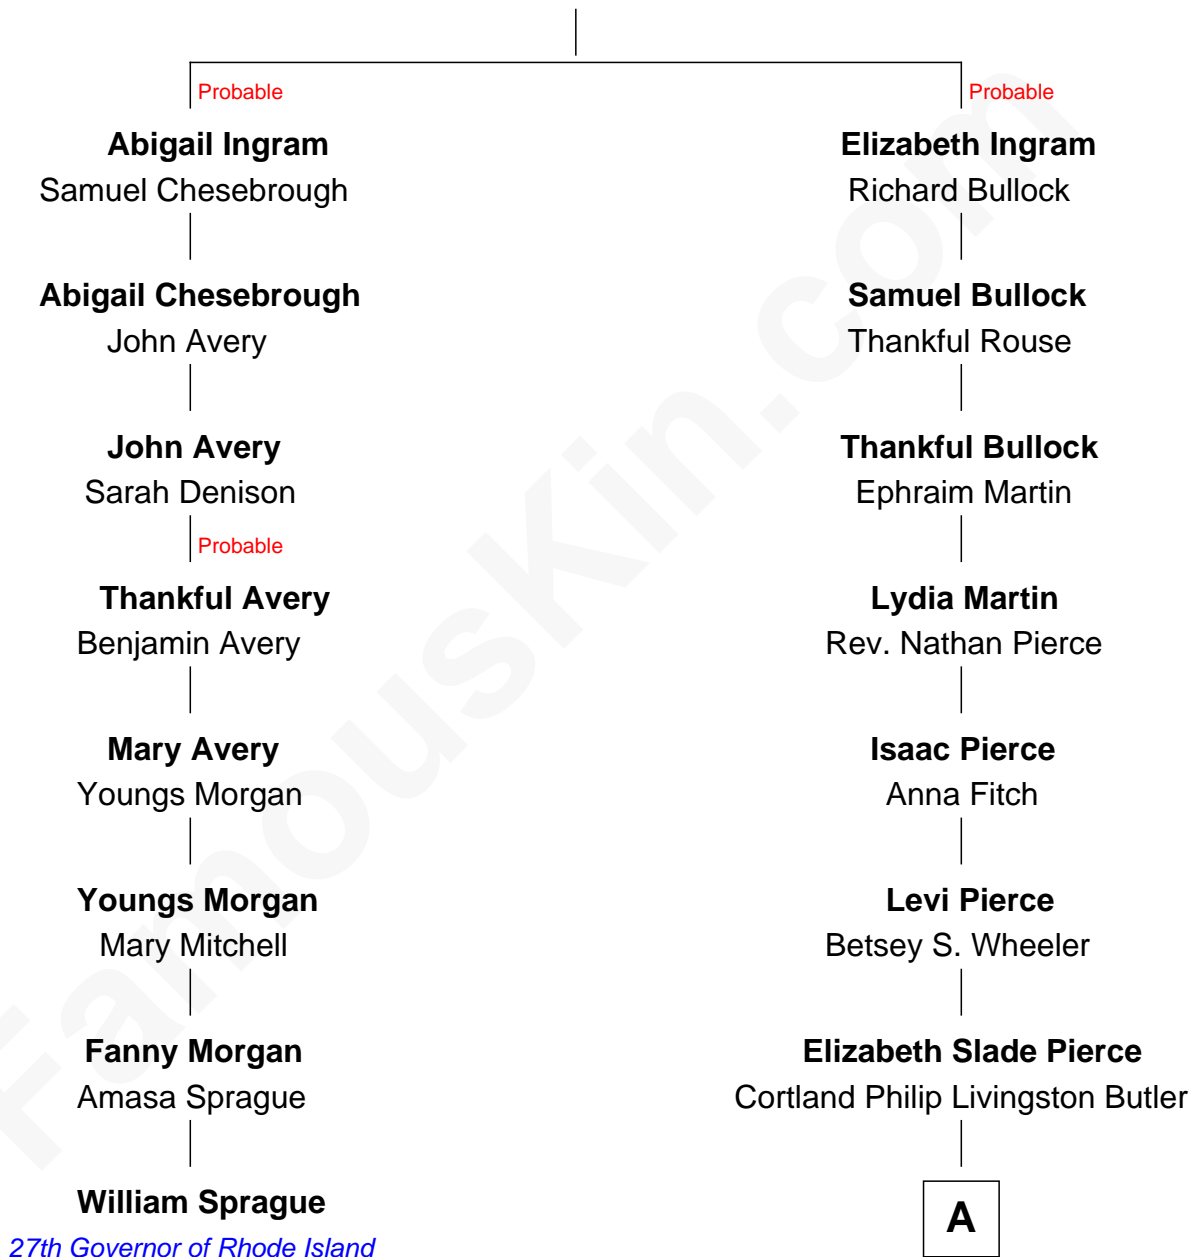 Probable
Probable
Abigail Ingram
Elizabeth Ingram
Samuel Chesebrough
Richard Bullock
Abigail Chesebrough
Samuel Bullock
John Avery
Thankful Rouse
John Avery
Thankful Bullock
Sarah Denison
Ephraim Martin
Probable
Thankful Avery
Lydia Martin
Benjamin Avery
Rev. Nathan Pierce
Mary Avery
Isaac Pierce
Youngs Morgan
Anna Fitch
Youngs Morgan
Levi Pierce
Mary Mitchell
Betsey S. Wheeler
Fanny Morgan
Elizabeth Slade Pierce
Amasa Sprague
Cortland Philip Livingston Butler
William Sprague
A
27th Governor of Rhode Island
FamousKin.com